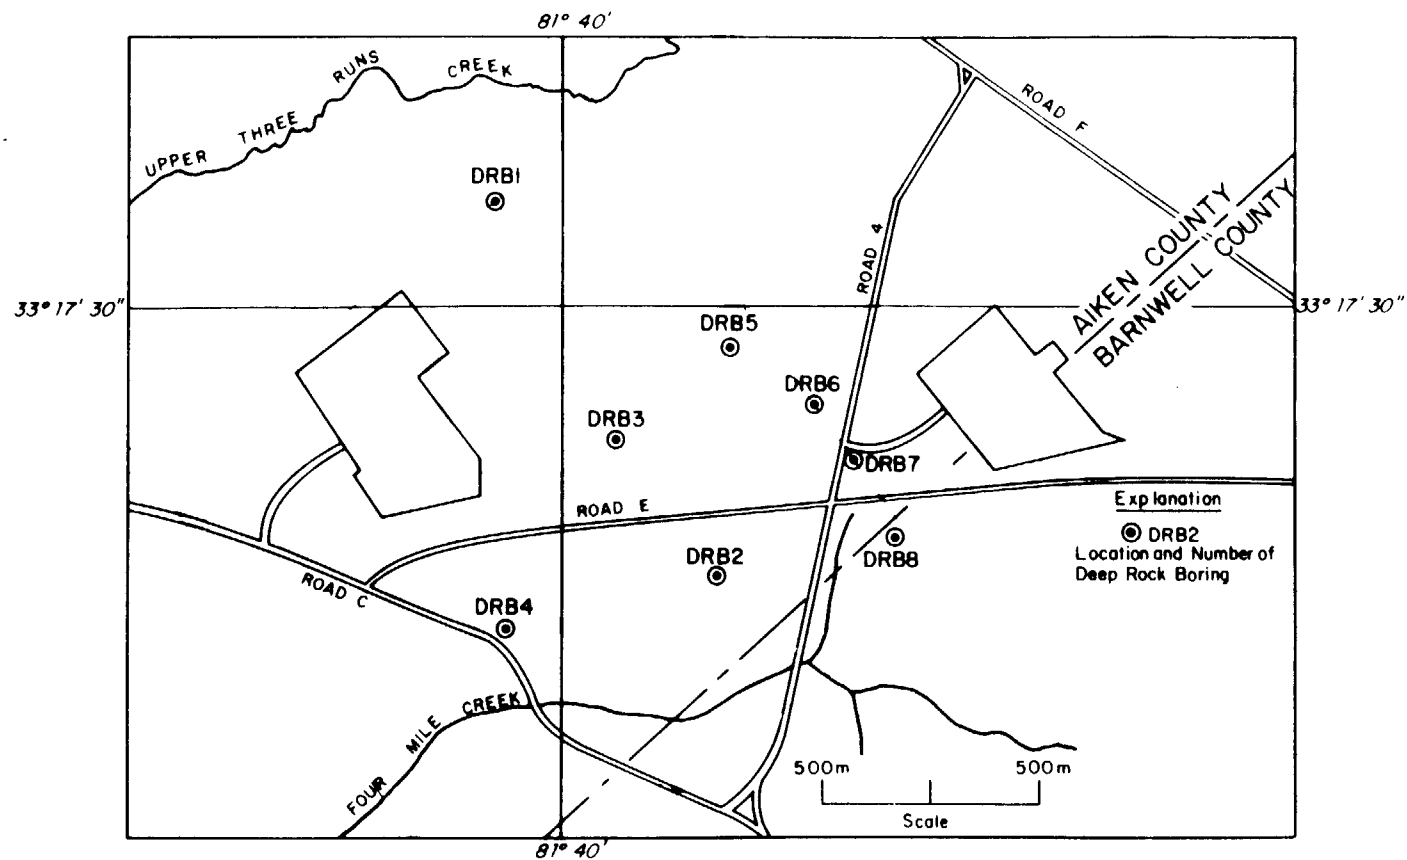 81° 40'
UPPER THREE RUNS CREEK
ROAD F
DRB1
AIKEN COUNTY
BARNWELL COUNTY
ROAD 4
33° 17' 30"
33° 17' 30"
DRB5
DRB6
DRB3
DRB7
ROAD E
Explanation
DRB2
Location and Number of
Deep Rock Boring
DRB8
DRB2
ROAD C
DRB4
FOUR MILE CREEK
500m
500m
Scale
81° 40'